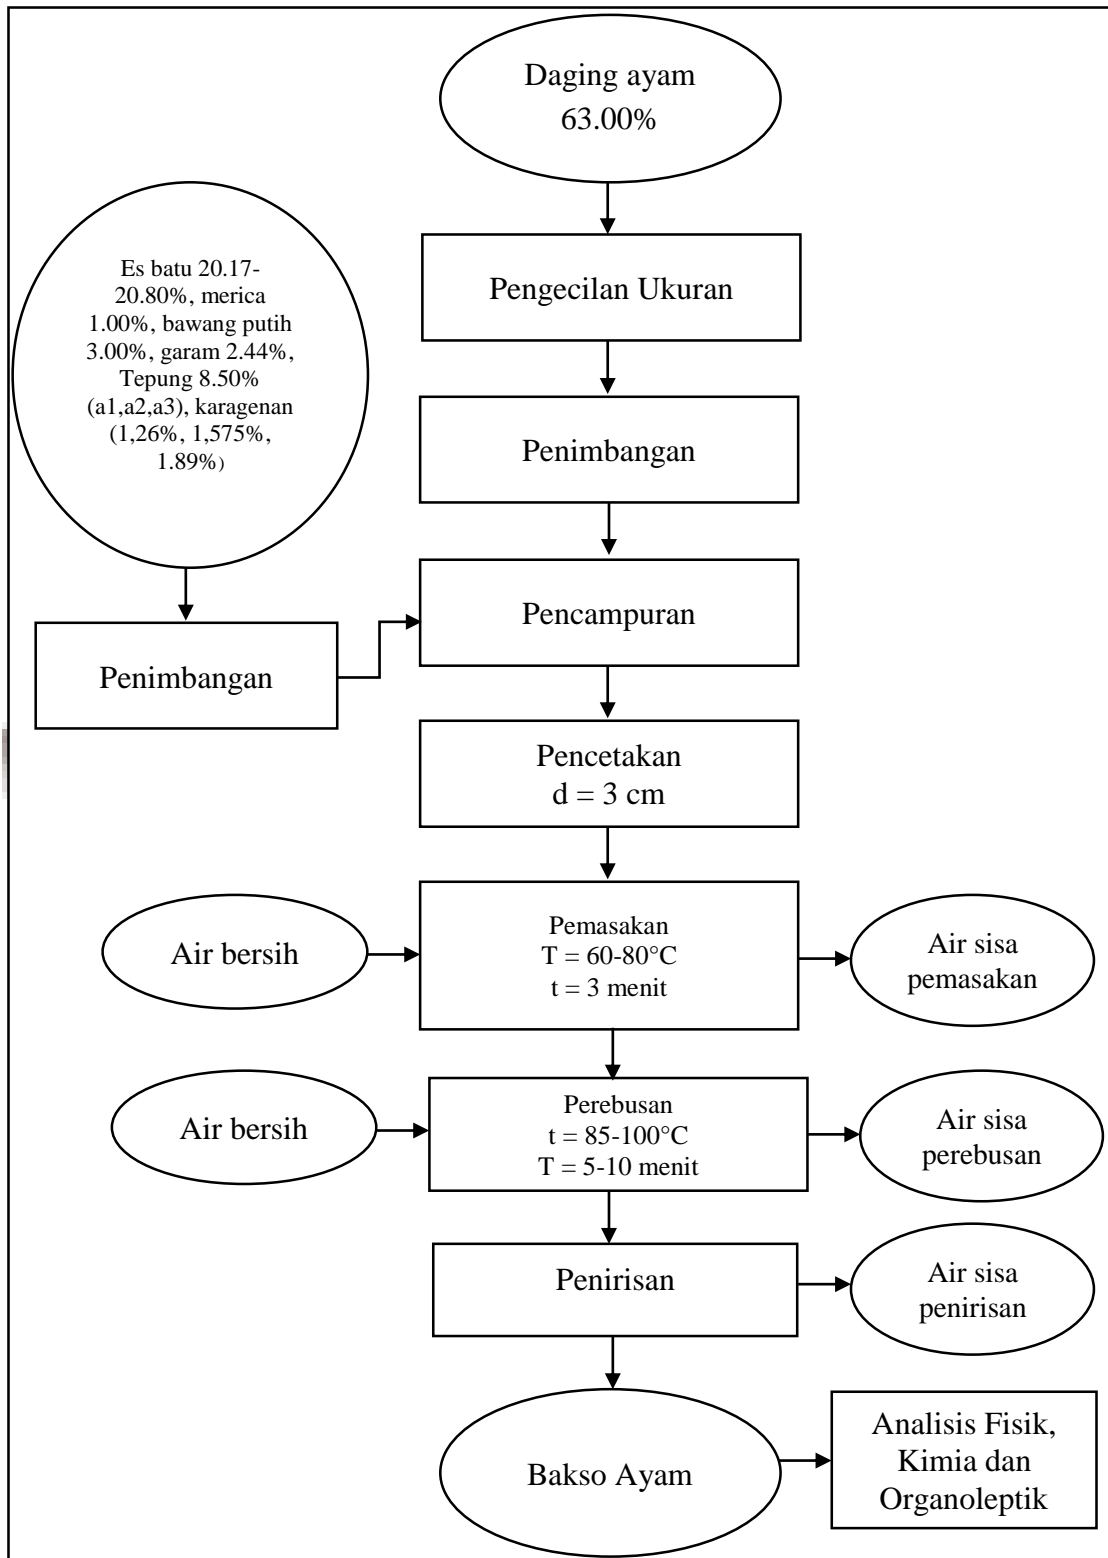 Daging ayam
63.00%
Pengecilan Ukuran
Es batu 20.17-
20.80%, merica
1.00%, bawang putih
3.00%, garam 2.44%,
Tepung 8.50%
(a1,a2,a3), karagenan
(1,26%, 1,575%,
1.89%)
Penimbangan
Penimbangan
Pencampuran
Pencetakan
d = 3 cm
Air bersih
Pemasakan
T = 60-80°C
t = 3 menit
Air sisa
pemasakan
Air bersih
Perebusan
t = 85-100°C
T = 5-10 menit
Air sisa
perebusan
Penirisan
Air sisa
penirisan
Bakso Ayam
Analisis Fisik,
Kimia dan
Organoleptik